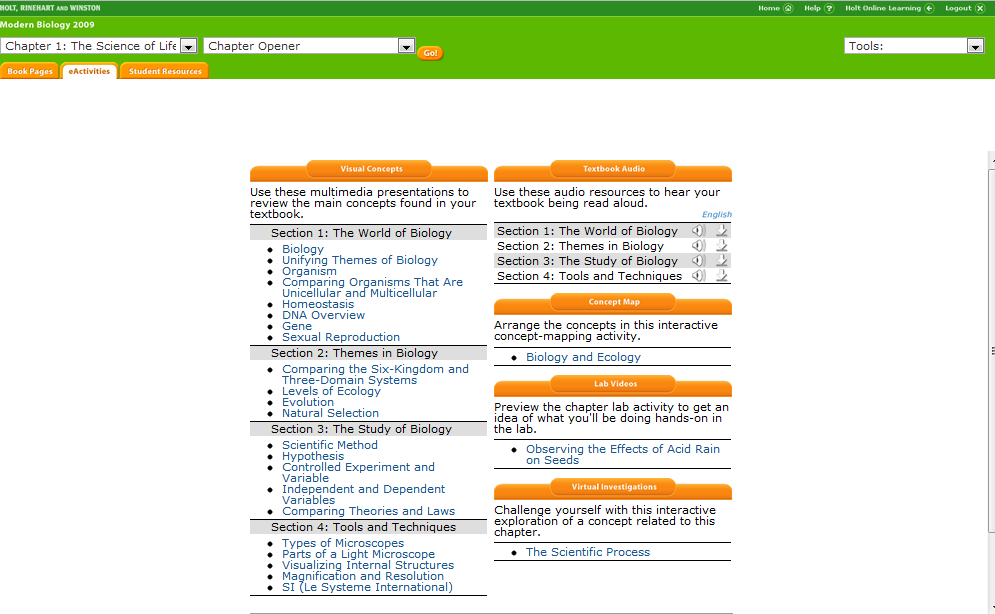 HOLT, RINEHART AND WINSTON
Home Help ? Holt Online Learning Logout
Modern Biology 2009
Chapter 1: The Science of Life Chapter Opener Go! Tools:
Book Pages eActivities Student Resources
Visual Concepts
Use these multimedia presentations to
review the main concepts found in your
textbook.
Section 1: The World of Biology
Biology
Unifying Themes of Biology
Organism
Comparing Organisms That Are
Unicellular and Multicellular
Homeostasis
DNA Overview
Gene
Sexual Reproduction
Section 2: Themes in Biology
Comparing the Six-Kingdom and
Three-Domain Systems
Levels of Ecology
Evolution
Natural Selection
Section 3: The Study of Biology
Scientific Method
Hypothesis
Controlled Experiment and
Variable
Independent and Dependent
Variables
Comparing Theories and Laws
Section 4: Tools and Techniques
Types of Microscopes
Parts of a Light Microscope
Visualizing Internal Structures
Magnification and Resolution
SI (Le Systeme International)
Textbook Audio
Use these audio resources to hear your
textbook being read aloud.
English
Section 1: The World of Biology
Section 2: Themes in Biology
Section 3: The Study of Biology
Section 4: Tools and Techniques
Concept Map
Arrange the concepts in this interactive
concept-mapping activity.
Biology and Ecology
Lab Videos
Preview the chapter lab activity to get an
idea of what you'll be doing hands-on in
the lab.
Observing the Effects of Acid Rain
on Seeds
Virtual Investigations
Challenge yourself with this interactive
exploration of a concept related to this
chapter.
The Scientific Process